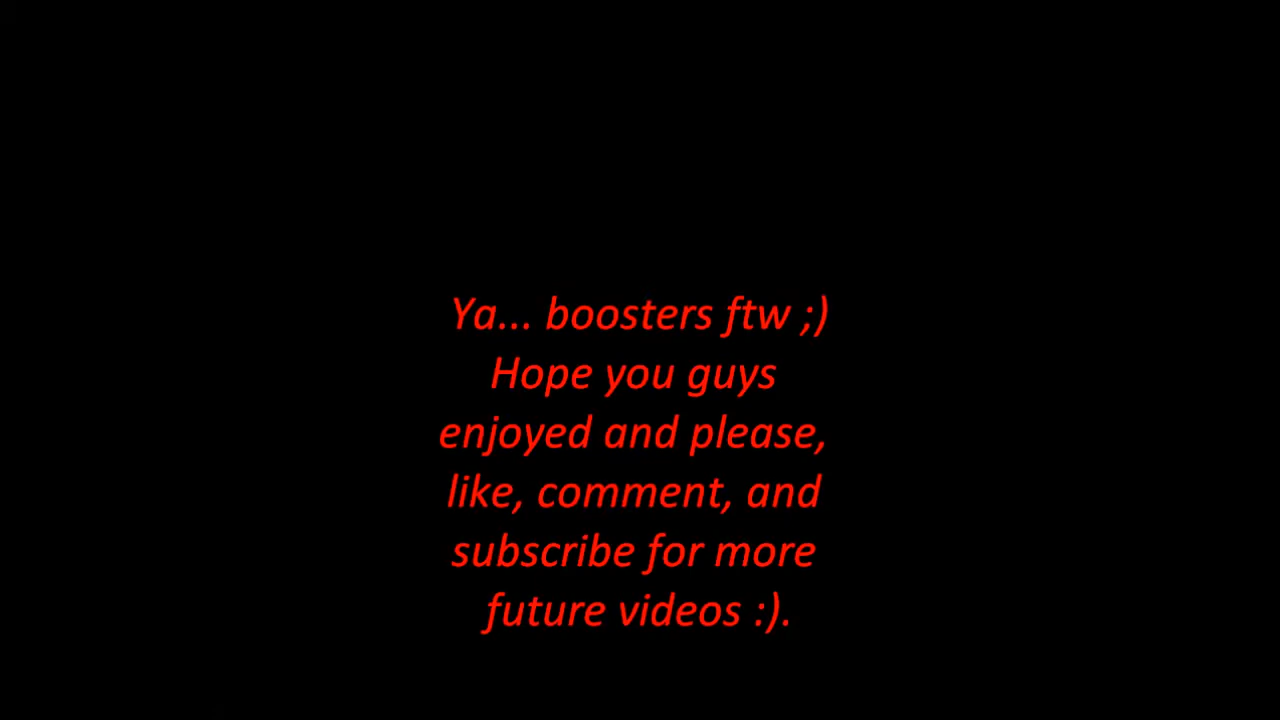 Ya... boosters ftw ;)
Hope you guys
enjoyed and please,
like, comment, and
subscribe for more
future videos :).